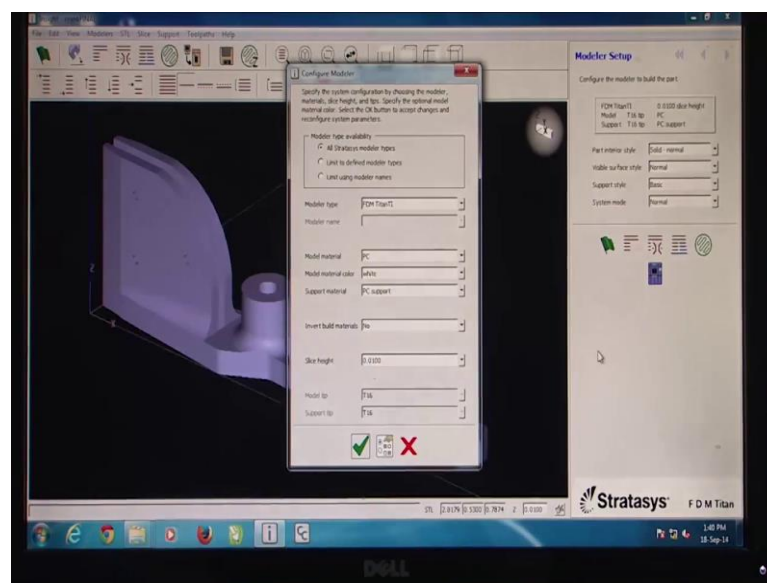 File Edit View Modelers STL Slice Support Toolpaths Help
Configure Modeler
Specify the system configuration by choosing the modeler,
materials, slice height, and tips. Specify the optional model
material color. Select the OK button to accept changes and
reconfigure system parameters.
Modeler type availability
All Stratasys modeler types
Limit to defined modeler types
Limit using modeler names
Modeler type FDM TitanTI
Modeler name
Model material PC
Model material color white
Support material PC support
Invert build materials No
Slice height 0.0100
Model tip T16
Support tip T16
Modeler Setup
Configure the modeler to build the part.
FDM TitanTI 0.0100 slice height
Model T16 tip PC
Support T16 tip PC support
Part interior style Solid - normal
Visible surface style Normal
Support style Basic
System mode Normal
Z
X
STL 2.0179 0.5300 0.7874 Z 0.0100
Stratasys FDM Titan
1:40 PM
18-Sep-14
DELL